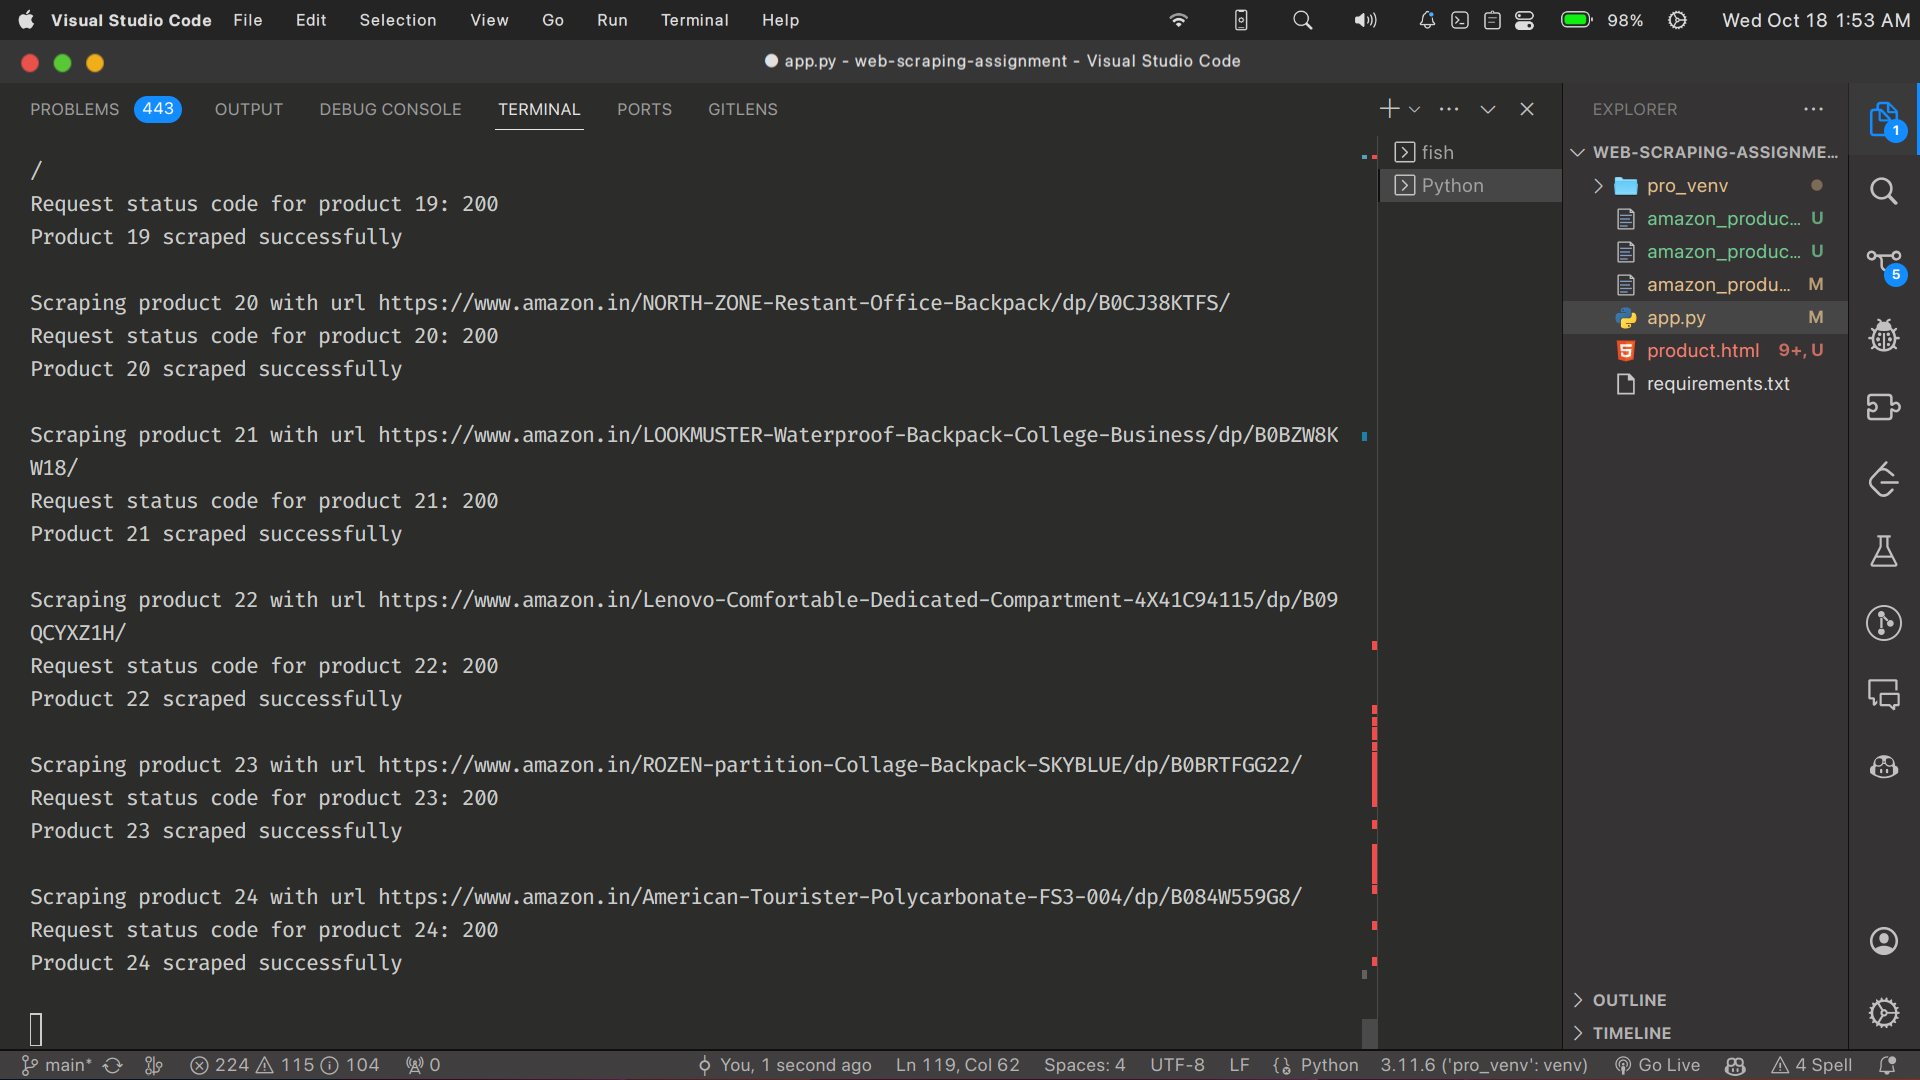 Visual Studio Code File Edit Selection View Go Run Terminal Help 98% Wed Oct 18 1:53 AM
app.py - web-scraping-assignment - Visual Studio Code
PROBLEMS 443 OUTPUT DEBUG CONSOLE TERMINAL PORTS GITLENS
/
Request status code for product 19: 200
Product 19 scraped successfully
Scraping product 20 with url https://www.amazon.in/NORTH-ZONE-Restant-Office-Backpack/dp/B0CJ38KTFS/
Request status code for product 20: 200
Product 20 scraped successfully
Scraping product 21 with url https://www.amazon.in/LOOKMUSTER-Waterproof-Backpack-College-Business/dp/B0BZW8K
W18/
Request status code for product 21: 200
Product 21 scraped successfully
Scraping product 22 with url https://www.amazon.in/Lenovo-Comfortable-Dedicated-Compartment-4X41C94115/dp/B09
QCYXZ1H/
Request status code for product 22: 200
Product 22 scraped successfully
Scraping product 23 with url https://www.amazon.in/ROZEN-partition-Collage-Backpack-SKYBLUE/dp/B0BRTFGG22/
Request status code for product 23: 200
Product 23 scraped successfully
Scraping product 24 with url https://www.amazon.in/American-Tourister-Polycarbonate-FS3-004/dp/B084W559G8/
Request status code for product 24: 200
Product 24 scraped successfully
fish
Python
EXPLORER
WEB-SCRAPING-ASSIGNME...
pro_venv
amazon_produc... U
amazon_produc... U
amazon_produ... M
app.py M
product.html 9+, U
requirements.txt
OUTLINE
TIMELINE
1
5
main* 224 115 104 0 You, 1 second ago Ln 119, Col 62 Spaces: 4 UTF-8 LF Python 3.11.6 ('pro_venv': venv) Go Live 4 Spell